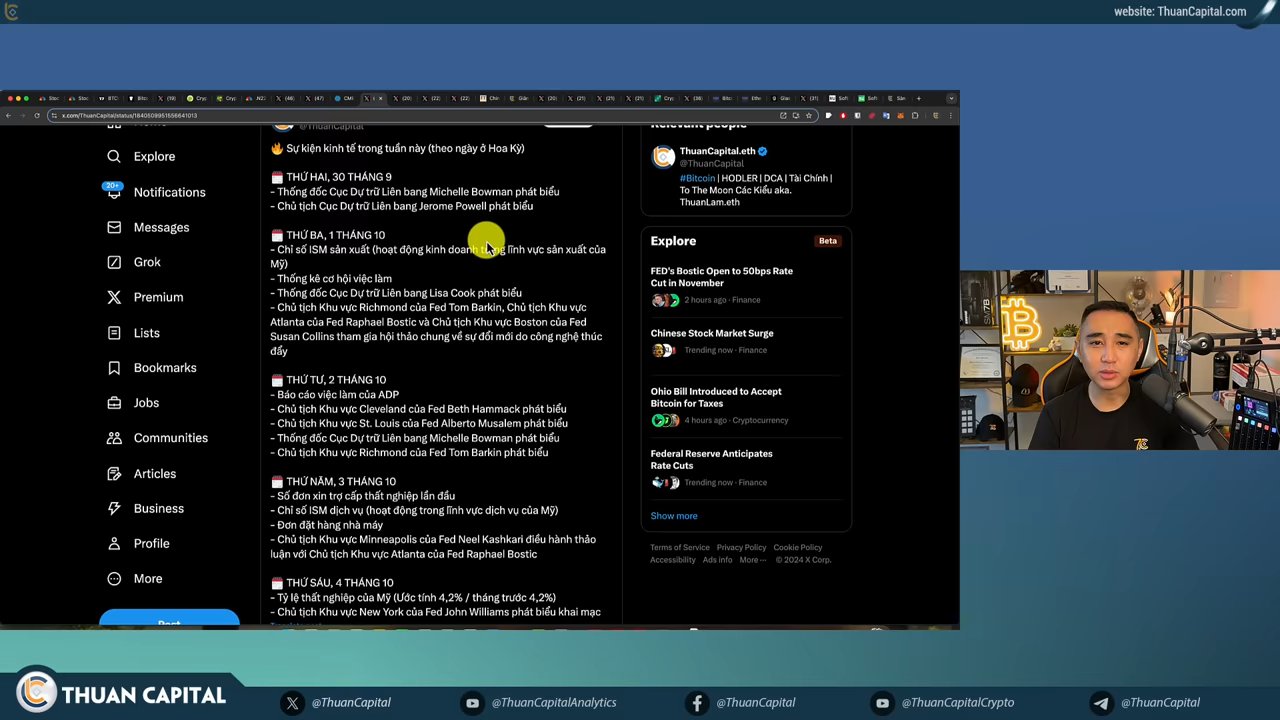 website: ThuanCapital.com
x.com/ThuanCapital/status/1840509951556641013
@ThuanCapital
🔥 Sự kiện kinh tế trong tuần này (theo ngày ở Hoa Kỳ)
THỨ HAI, 30 THÁNG 9
- Thống đốc Cục Dự trữ Liên bang Michelle Bowman phát biểu
- Chủ tịch Cục Dự trữ Liên bang Jerome Powell phát biểu
THỨ BA, 1 THÁNG 10
- Chỉ số ISM sản xuất (hoạt động kinh doanh trong lĩnh vực sản xuất của
Mỹ)
- Thống kê cơ hội việc làm
- Thống đốc Cục Dự trữ Liên bang Lisa Cook phát biểu
- Chủ tịch Khu vực Richmond của Fed Tom Barkin, Chủ tịch Khu vực
Atlanta của Fed Raphael Bostic và Chủ tịch Khu vực Boston của Fed
Susan Collins tham gia hội thảo chung về sự đổi mới do công nghệ thúc
đẩy
THỨ TƯ, 2 THÁNG 10
- Báo cáo việc làm của ADP
- Chủ tịch Khu vực Cleveland của Fed Beth Hammack phát biểu
- Chủ tịch Khu vực St. Louis của Fed Alberto Musalem phát biểu
- Thống đốc Cục Dự trữ Liên bang Michelle Bowman phát biểu
- Chủ tịch Khu vực Richmond của Fed Tom Barkin phát biểu
THỨ NĂM, 3 THÁNG 10
- Số đơn xin trợ cấp thất nghiệp lần đầu
- Chỉ số ISM dịch vụ (hoạt động trong lĩnh vực dịch vụ của Mỹ)
- Đơn đặt hàng nhà máy
- Chủ tịch Khu vực Minneapolis của Fed Neel Kashkari điều hành thảo
luận với Chủ tịch Khu vực Atlanta của Fed Raphael Bostic
THỨ SÁU, 4 THÁNG 10
- Tỷ lệ thất nghiệp của Mỹ (Ước tính 4,2% / tháng trước 4,2%)
- Chủ tịch Khu vực New York của Fed John Williams phát biểu khai mạc
Explore
20+
Notifications
Messages
Grok
Premium
Lists
Bookmarks
Jobs
Communities
Articles
Business
Profile
More
Post
Relevant people
ThuanCapital.eth
@ThuanCapital
#Bitcoin | HODLER | DCA | Tài Chính |
To The Moon Các Kiểu aka.
ThuanLam.eth
Explore
Beta
FED's Bostic Open to 50bps Rate
Cut in November
2 hours ago · Finance
Chinese Stock Market Surge
Trending now · Finance
Ohio Bill Introduced to Accept
Bitcoin for Taxes
4 hours ago · Cryptocurrency
Federal Reserve Anticipates
Rate Cuts
Trending now · Finance
Show more
Terms of Service Privacy Policy Cookie Policy
Accessibility Ads info More ··· © 2024 X Corp.
THUAN CAPITAL
@ThuanCapital
@ThuanCapitalAnalytics
@ThuanCapital
@ThuanCapitalCrypto
@ThuanCapital